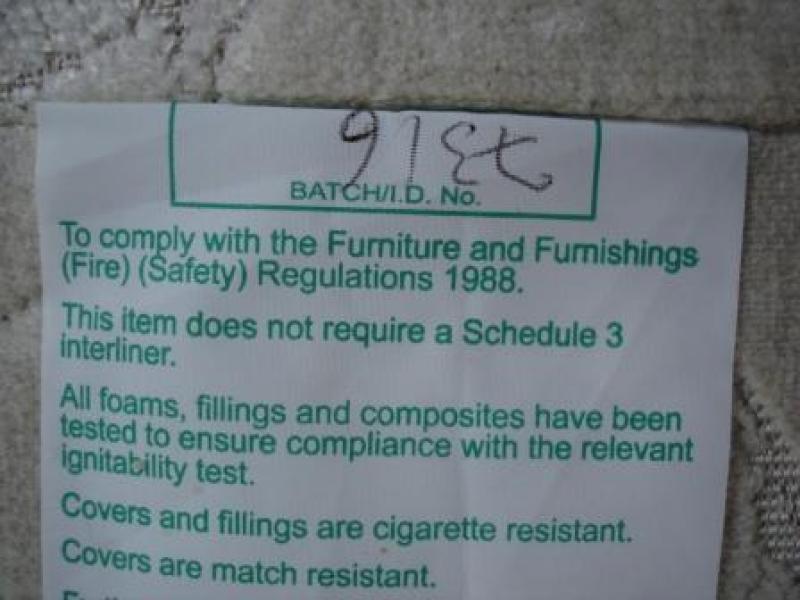 BATCH/I.D. No.
To comply with the Furniture and Furnishings
(Fire) (Safety) Regulations 1988.
This item does not require a Schedule 3
interliner.
All foams, fillings and composites have been
tested to ensure compliance with the relevant
ignitability test.
Covers and fillings are cigarette resistant.
Covers are match resistant.